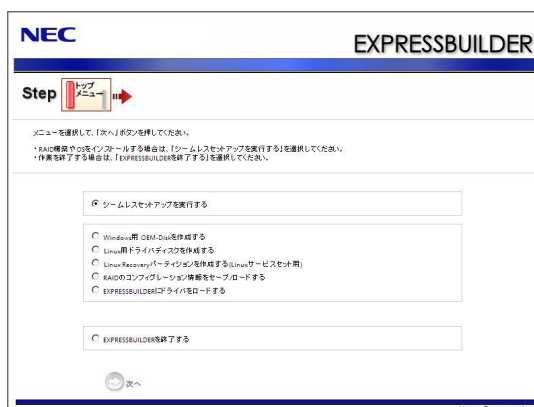 NEC
EXPRESSBUILDER
Step
トップ
メニュー
メニューを選択して、「次へ」ボタンを押してください。
・RAID構築やOSをインストールする場合は、「シームレスセットアップを実行する」を選択してください。
・作業を終了する場合は、「EXPRESSBUILDERを終了する」を選択してください。
シームレスセットアップを実行する
Windows用 OEM-Diskを作成する
Linux用ドライバディスクを作成する
Linux Recoveryパーティションを作成する(Linuxサービスセット用)
RAIDのコンフィグレーション情報をセーブ/ロードする
EXPRESSBUILDERにドライバをロードする
EXPRESSBUILDERを終了する
次へ